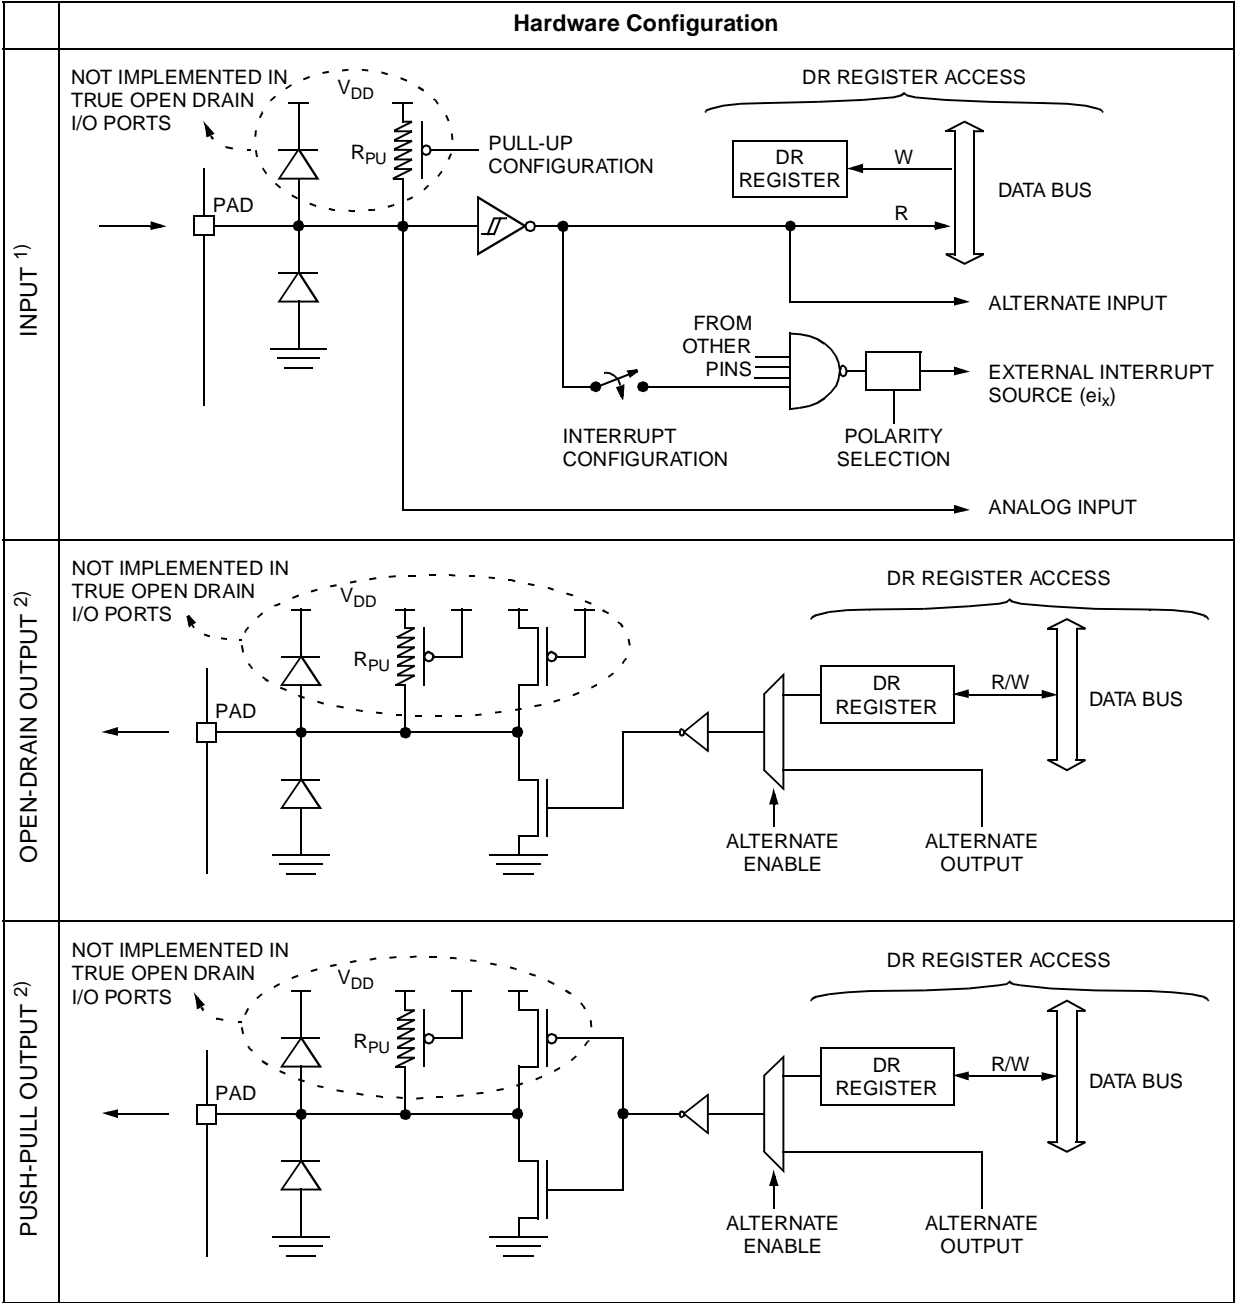 Hardware Configuration
INPUT 1)
NOT IMPLEMENTED IN
TRUE OPEN DRAIN
I/O PORTS
VDD
RPU
PULL-UP
CONFIGURATION
PAD
DR REGISTER ACCESS
DR
REGISTER
W
R
DATA BUS
ALTERNATE INPUT
FROM
OTHER
PINS
EXTERNAL INTERRUPT
SOURCE (eix)
INTERRUPT
CONFIGURATION
POLARITY
SELECTION
ANALOG INPUT
OPEN-DRAIN OUTPUT 2)
NOT IMPLEMENTED IN
TRUE OPEN DRAIN
I/O PORTS
VDD
RPU
PAD
DR REGISTER ACCESS
DR
REGISTER
R/W
DATA BUS
ALTERNATE
ENABLE
ALTERNATE
OUTPUT
PUSH-PULL OUTPUT 2)
NOT IMPLEMENTED IN
TRUE OPEN DRAIN
I/O PORTS
VDD
RPU
PAD
DR REGISTER ACCESS
DR
REGISTER
R/W
DATA BUS
ALTERNATE
ENABLE
ALTERNATE
OUTPUT